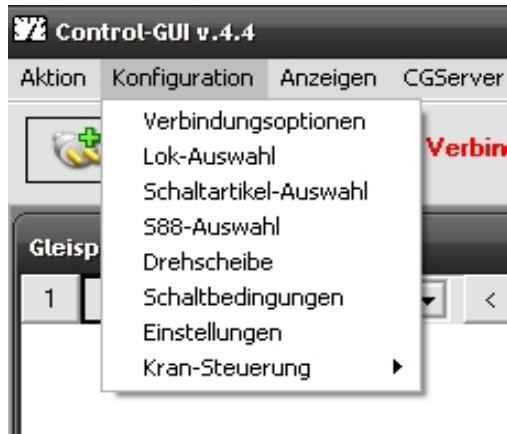 Control-GUI v.4.4
Aktion Konfiguration Anzeigen CGServer
Verbindungsoptionen
Lok-Auswahl
Schaltartikel-Auswahl
S88-Auswahl
Drehscheibe
Schaltbedingungen
Einstellungen
Kran-Steuerung
Verbin
Gleisp
1 <